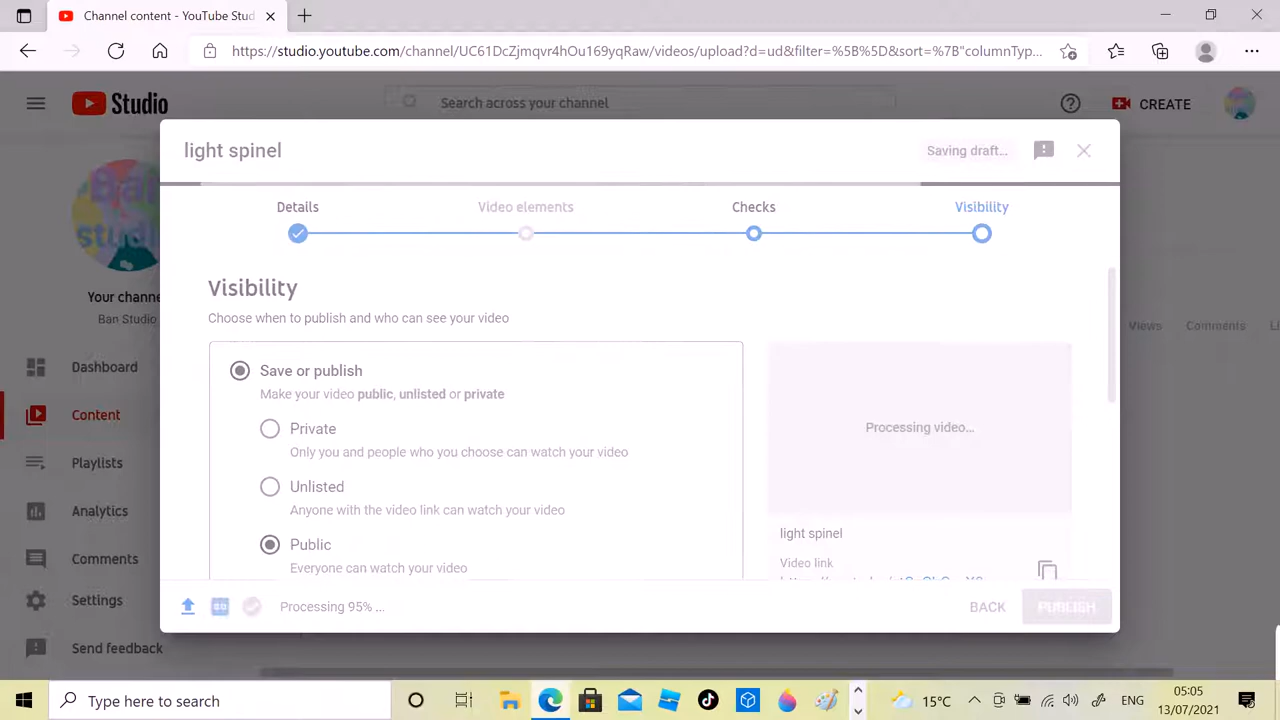 Channel content - YouTube Stud
Private
https://studio.youtube.com/channel/UC61DcZjmqvr4hOu169yqRaw/videos/upload?d=ud&filter=%5B%5D&sort=%7B"columnTyp...
Studio
Search across your channel
CREATE
light spinel
Saving draft...
Details
Video elements
Checks
Visibility
Ban
studio
Your channe
Ban Studio
Visibility
Choose when to publish and who can see your video
Views
Comments
Save or publish
Make your video public, unlisted or private
Private
Only you and people who you choose can watch your video
Unlisted
Anyone with the video link can watch your video
Public
Everyone can watch your video
Processing video...
light spinel
Video link
Dashboard
Content
Playlists
Analytics
Comments
Settings
Send feedback
Processing 95% ...
BACK
PUBLISH
Type here to search
15°C
ENG
05:05
13/07/2021